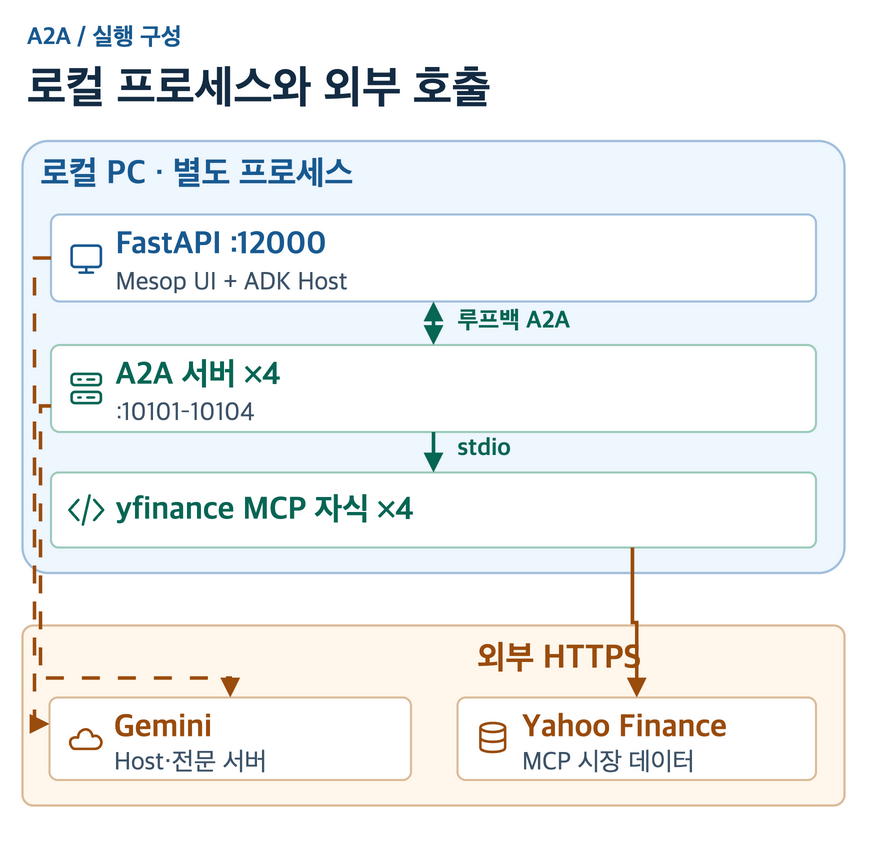 A2A / 실행 구성
로컬 프로세스와 외부 호출
로컬 PC · 별도 프로세스
FastAPI :12000
Mesop UI + ADK Host
루프백 A2A
A2A 서버 ×4
:10101-10104
stdio
yfinance MCP 자식 ×4
외부 HTTPS
Gemini
Host·전문 서버
Yahoo Finance
MCP 시장 데이터